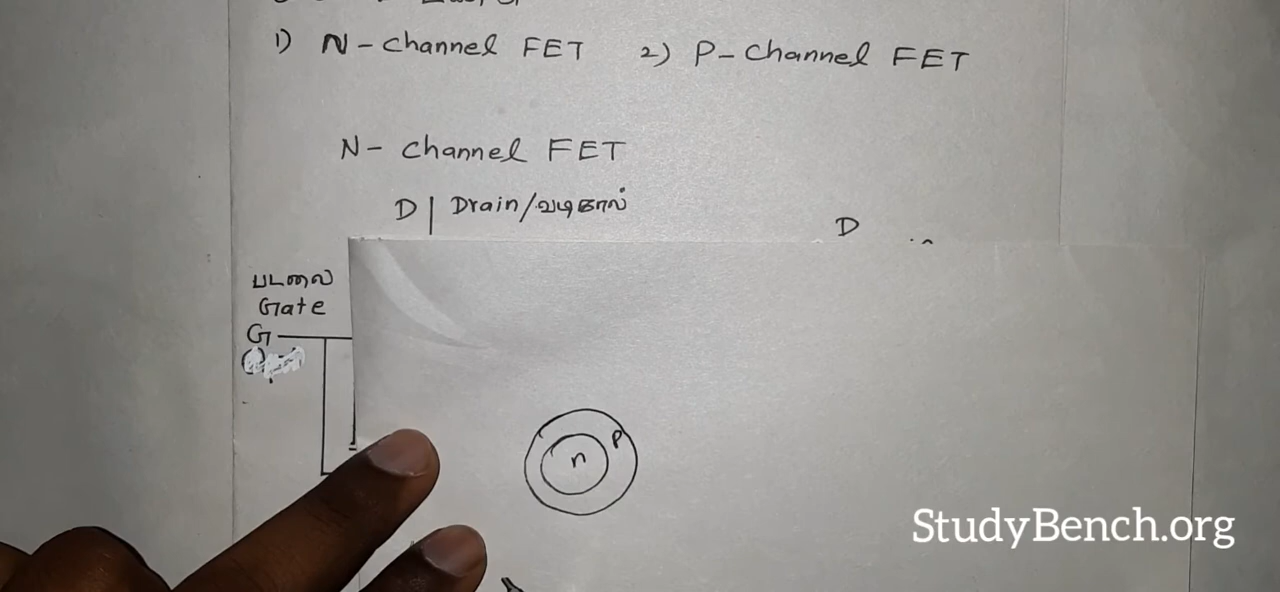 1) N-channel FET 2) P-channel FET
N-channel FET
D Drain/வடிகால்
D
படலை
Gate
G
P
n
StudyBench.org